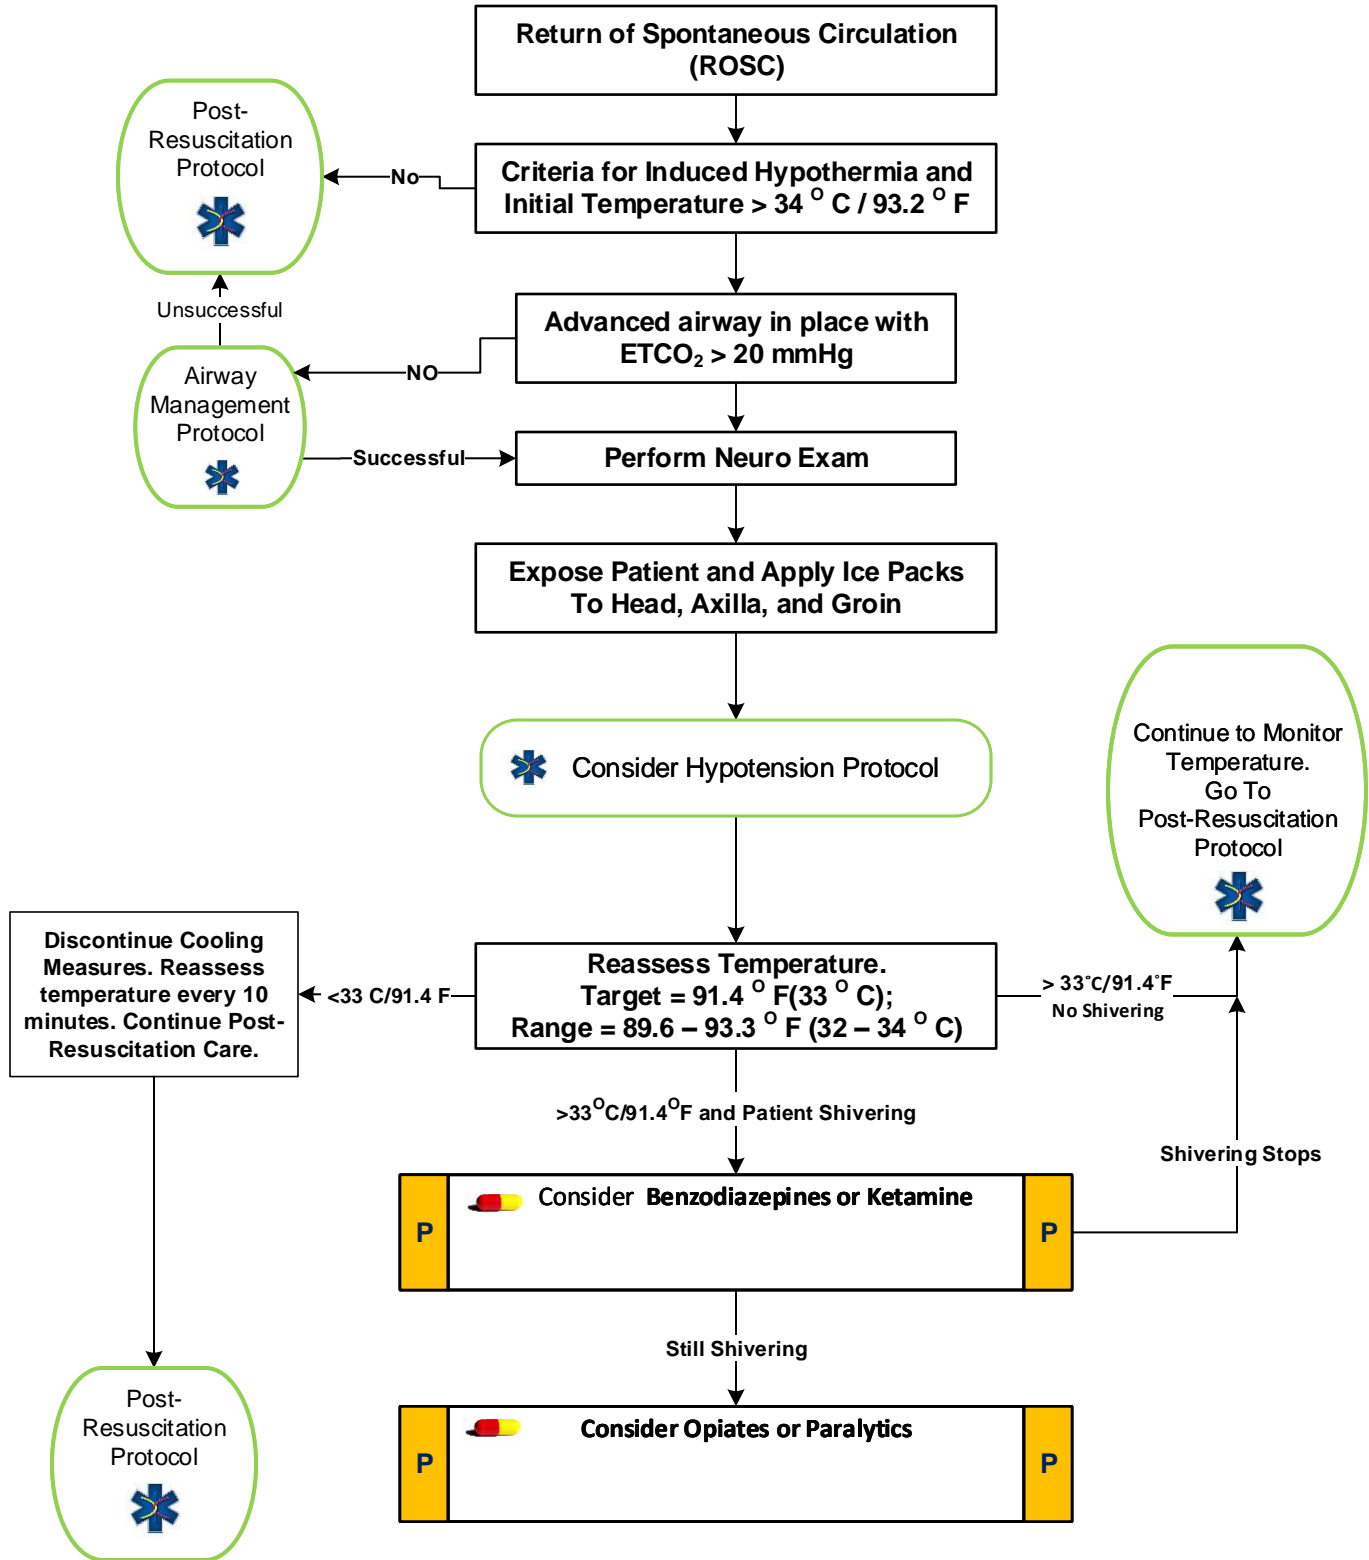 Return of Spontaneous Circulation
(ROSC)
Post-
Resuscitation
Protocol
No
Criteria for Induced Hypothermia and
Initial Temperature > 34 O C / 93.2 O F
Unsuccessful
Advanced airway in place with
ETCO2 > 20 mmHg
NO
Airway
Management
Protocol
Successful
Perform Neuro Exam
Expose Patient and Apply Ice Packs
To Head, Axilla, and Groin
Consider Hypotension Protocol
Continue to Monitor
Temperature.
Go To
Post-Resuscitation
Protocol
Discontinue Cooling
Measures. Reassess
temperature every 10
minutes. Continue Post-
Resuscitation Care.
<33 C/91.4 F
Reassess Temperature.
Target = 91.4 O F(33 O C);
Range = 89.6 – 93.3 O F (32 – 34 O C)
> 33°C/91.4°F
No Shivering
>33OC/91.4OF and Patient Shivering
Shivering Stops
P
Consider Benzodiazepines or Ketamine
P
Still Shivering
Post-
Resuscitation
Protocol
P
Consider Opiates or Paralytics
P